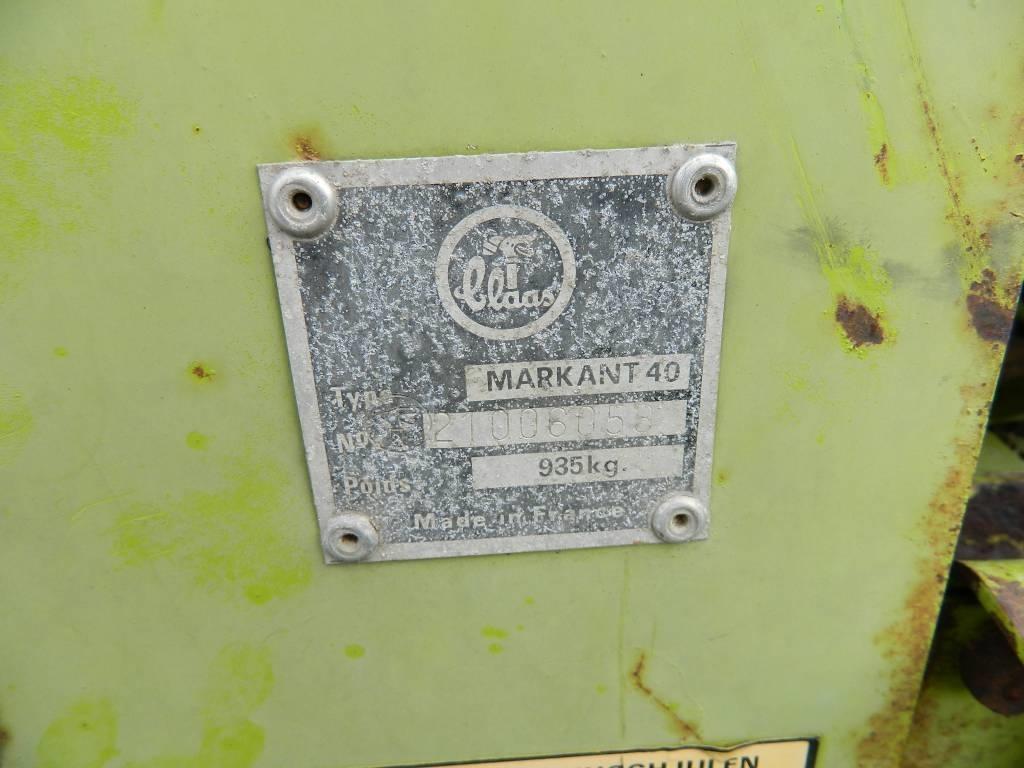 Claas
Type MARKANT 40
No 21008058
Poids 935kg.
Made in France